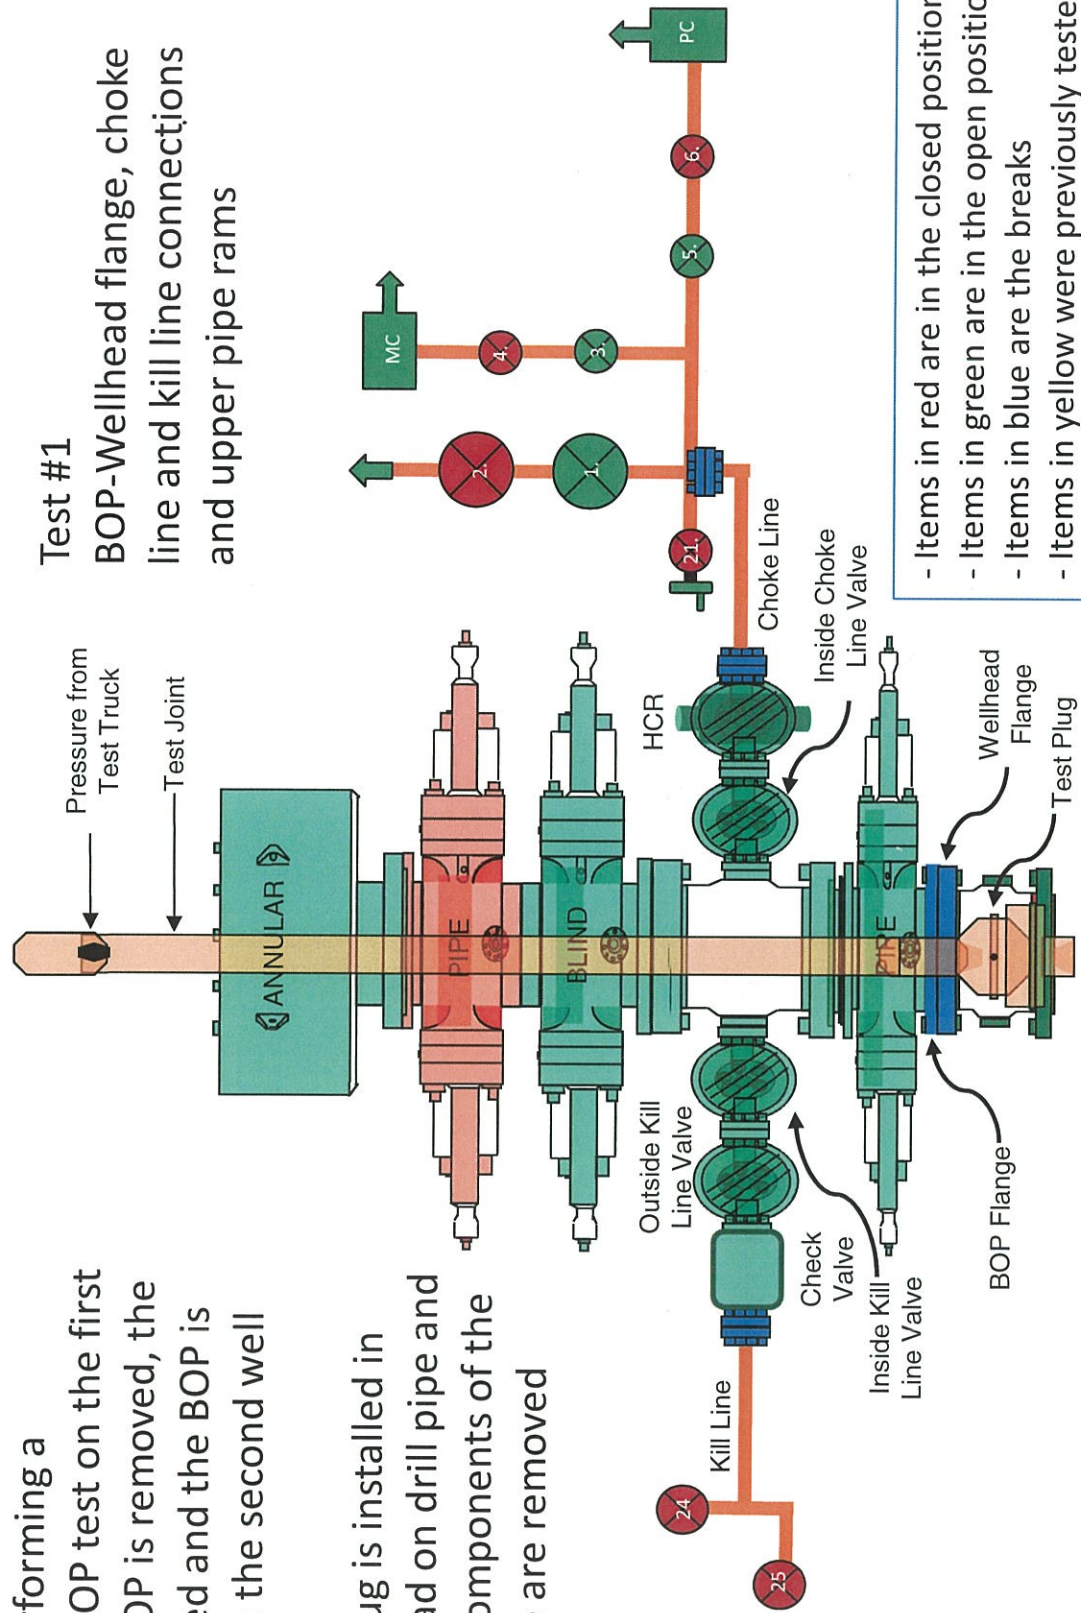 rforming a
OP test on the first
OP is removed, the
ed and the BOP is
the second well
ug is installed in
ad on drill pipe and
omponents of the
are removed
Test #1
BOP-Wellhead flange, choke
line and kill line connections
and upper pipe rams
Pressure from
Test Truck
Test Joint
ANNULAR
PIPE
BLIND
PIPE
MC
PC
2.
1.
4.
3.
5.
6.
21.
HCR
Choke Line
Inside Choke
Line Valve
Outside Kill
Line Valve
Check
Valve
Inside Kill
Line Valve
Kill Line
24
25
BOP Flange
Wellhead
Flange
Test Plug
- Items in red are in the closed position
- Items in green are in the open positio
- Items in blue are the breaks
- Items in yellow were previously teste